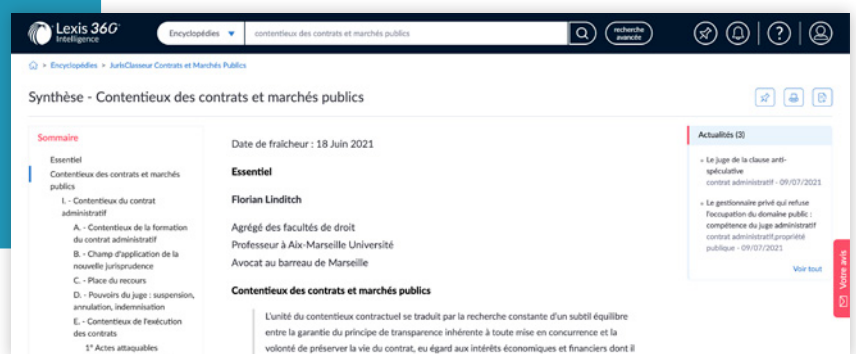 Lexis 360
Intelligence
Encyclopédies
contentieux des contrats et marchés publics
recherche avancée
> Encyclopédies > JurisClasseur Contrats et Marchés Publics
Synthèse - Contentieux des contrats et marchés publics
Sommaire
Essentiel
Contentieux des contrats et marchés
publics
I. - Contentieux du contrat
administratif
A. - Contentieux de la formation
du contrat administratif
B. - Champ d'application de la
nouvelle jurisprudence
C. - Place du recours
D. - Pouvoirs du juge : suspension,
annulation, indemnisation
E. - Contentieux de l'exécution
des contrats
1° Actes attaquables
Date de fraîcheur : 18 Juin 2021
Essentiel
Florian Linditch
Agrégé des facultés de droit
Professeur à Aix-Marseille Université
Avocat au barreau de Marseille
Contentieux des contrats et marchés publics
L'unité du contentieux contractuel se traduit par la recherche constante d'un subtil équilibre
entre la garantie du principe de transparence inhérente à toute mise en concurrence et la
volonté de préserver la vie du contrat, eu égard aux intérêts économiques et financiers dont il
Actualités (3)
Le juge de la clause anti-
spéculative
contrat administratif - 09/07/2021
Le gestionnaire privé qui refuse
l'occupation du domaine public :
compétence du juge administratif
contrat administratif,propriété
publique - 09/07/2021
Voir tout
Votre avis